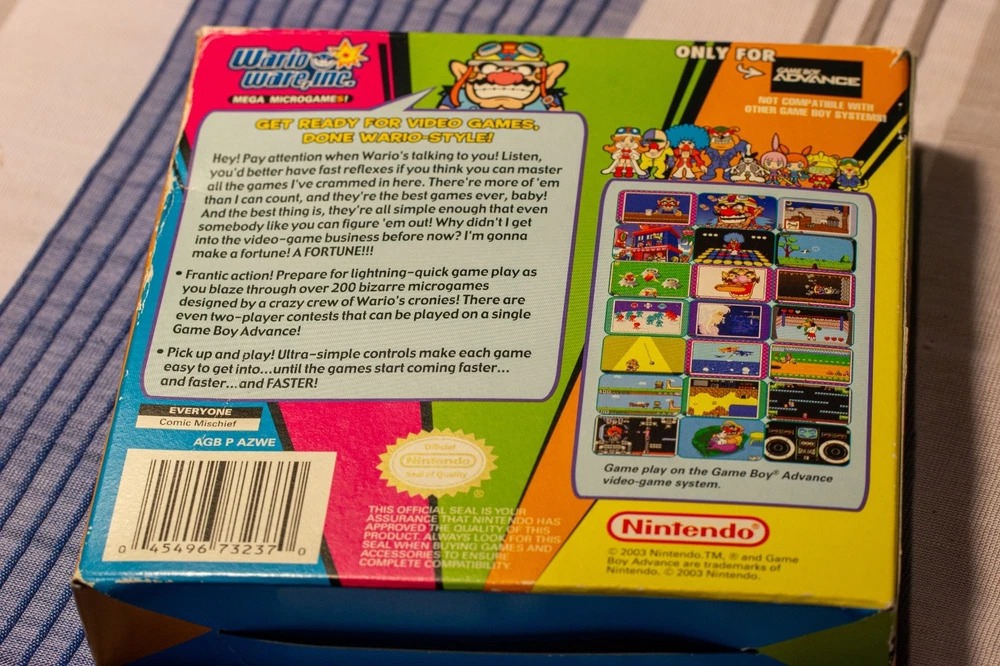 Wario
ware,inc.
MEGA MICROGAMES!
ONLY FOR
GAME BOY
ADVANCE
NOT COMPATIBLE WITH
OTHER GAME BOY SYSTEMS!
GET READY FOR VIDEO GAMES,
DONE WARIO-STYLE!
Hey! Pay attention when Wario's talking to you! Listen,
you'd better have fast reflexes if you think you can master
all the games I've crammed in here. There're more of 'em
than I can count, and they're the best games ever, baby!
And the best thing is, they're all simple enough that even
somebody like you can figure 'em out! Why didn't I get
into the video-game business before now? I'm gonna
make a fortune! A FORTUNE!!!
• Frantic action! Prepare for lightning-quick game play as
you blaze through over 200 bizarre microgames
designed by a crazy crew of Wario's cronies! There are
even two-player contests that can be played on a single
Game Boy Advance!
• Pick up and play! Ultra-simple controls make each game
easy to get into...until the games start coming faster...
and faster...and FASTER!
EVERYONE
Comic Mischief
AGB P AZWE
0 45496 73237 0
Official
Nintendo
Seal of Quality
®
THIS OFFICIAL SEAL IS YOUR
ASSURANCE THAT NINTENDO HAS
APPROVED THE QUALITY OF THIS
PRODUCT. ALWAYS LOOK FOR THIS
SEAL WHEN BUYING GAMES AND
ACCESSORIES TO ENSURE
COMPLETE COMPATIBILITY.
Game play on the Game Boy® Advance
video-game system.
Nintendo®
© 2003 Nintendo.TM, ® and Game
Boy Advance are trademarks of
Nintendo. © 2003 Nintendo.